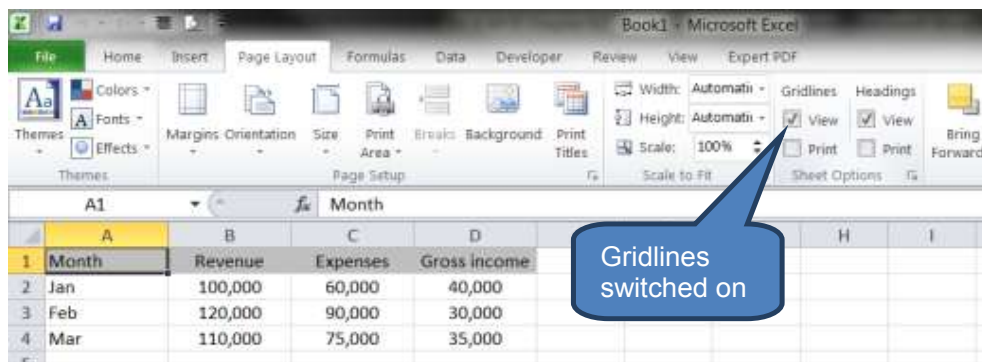 Book1 - Microsoft Excel
File Home Insert Page Layout Formulas Data Developer Review View Expert PDF
Aa Colors Width: Automati Gridlines Headings
A Fonts Height: Automati View View
Themes Effects Margins Orientation Size Print Area Breaks Background Print Titles Scale: 100% Print Print Bring Forward
Themes Page Setup Scale to Fit Sheet Options
A1 fx Month
A B C D H I
1 Month Revenue Expenses Gross income
2 Jan 100,000 60,000 40,000
3 Feb 120,000 90,000 30,000
4 Mar 110,000 75,000 35,000
Gridlines
switched on